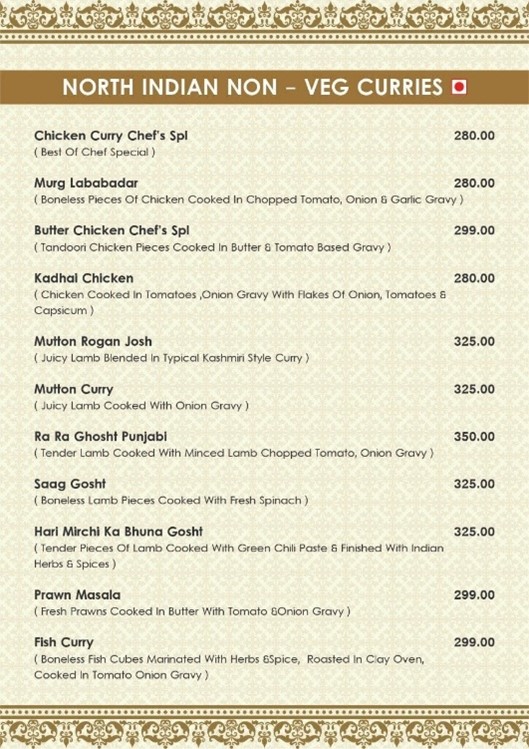 NORTH INDIAN NON – VEG CURRIES
Chicken Curry Chef's Spl 280.00
( Best Of Chef Special )
Murg Lababadar 280.00
( Boneless Pieces Of Chicken Cooked In Chopped Tomato, Onion & Garlic Gravy )
Butter Chicken Chef's Spl 299.00
( Tandoori Chicken Pieces Cooked In Butter & Tomato Based Gravy )
Kadhai Chicken 280.00
( Chicken Cooked In Tomatoes ,Onion Gravy With Flakes Of Onion, Tomatoes &
Capsicum )
Mutton Rogan Josh 325.00
( Juicy Lamb Blended In Typical Kashmiri Style Curry )
Mutton Curry 325.00
( Juicy Lamb Cooked With Onion Gravy )
Ra Ra Ghosht Punjabi 350.00
( Tender Lamb Cooked With Minced Lamb Chopped Tomato, Onion Gravy )
Saag Gosht 325.00
( Boneless Lamb Pieces Cooked With Fresh Spinach )
Hari Mirchi Ka Bhuna Gosht 325.00
( Tender Pieces Of Lamb Cooked With Green Chili Paste & Finished With Indian
Herbs & Spices )
Prawn Masala 299.00
( Fresh Prawns Cooked In Butter With Tomato &Onion Gravy )
Fish Curry 299.00
( Boneless Fish Cubes Marinated With Herbs &Spice, Roasted In Clay Oven,
Cooked In Tomato Onion Gravy )